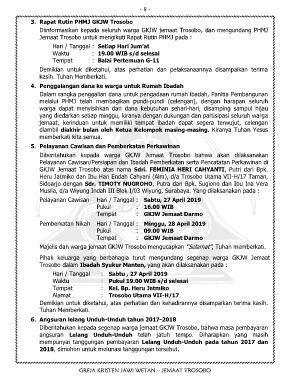 - 8 -
3. Rapat Rutin PHMJ GKJW Trosobo
Diinformasikan kepada seluruh warga GKJW Trosobo, dan mengundang PHMJ
Jemaat Trosobo untuk mengikuti Rapat Rutin PHMJ pada :
Hari / Tanggal : Setiap Hari Jum'at
Waktu : 19.00 WIB s/d selesai
Tempat : Balai Pertemuan G-11
Demikian untuk diketahui, atas perhatian dan pelaksanaannya disampaikan terima
kasih. Tuhan Memberkati.
4. Penggalangan dana ke warga untuk Rumah Ibadah
Dalam rangka penggalian dana untuk pengadaan rumah ibadah, Panitia Pembangunan
melalui PHMJ telah membagikan pundi-pundi (celengan), dengan harapan seluruh
warga dapat menyisihkan dari dana kebutuhan sehari-hari, disamping sampul hijau
yang diedarkan setiap minggu, kiranya dengan dukungan dan partisipasi seluruh warga
jemaat, kerinduan untuk memiliki tempat ibadah dapat segera terwujud, celengan
diambil diakhir bulan oleh Ketua Kelompok masing-masing. Kiranya Tuhan Yesus
memberkati kita semua.
5. Pelayanan Cawisan dan Pemberkatan Perkawinan
Diberitahukan kepada warga GKJW Jemaat Trosobo bahwa akan dilaksanakan
Pelayanan Cawisan/Persiapan dan Ibadah Pemberkatan serta Pencatatan Perkawinan di
GKJW Jemaat Trosobo atas nama Sdri. FEMINIA HERI CAHYANTI, Putri dari Bpk.
Heru Jatmiko dan Ibu Heri Endah Cahyani (Alm), d/a Trosobo Utama VII-H/17 Taman,
Sidoarjo dengan Sdr. TIMOTY NUGROHO, Putra dari Bpk. Sugiono dan Ibu Ina Vera
Musla, d/a Wiyung Indah III Blok I/03 Wiyung, Surabaya. Yang dilaksanakan pada :
Pelayanan Cawisan Hari / Tanggal : Sabtu, 27 April 2019
Pukul : 16.00 WIB
Tempat : GKJW Jemaat Darmo
Pemberkatan Nikah Hari / Tanggal : Minggu, 28 April 2019
Pukul : 09.00 WIB
Tempat : GKJW Jemaat Darmo
Majelis dan warga jemaat GKJW Trosobo mengucapkan "Selamat", Tuhan memberkati.
Pihak keluarga yang berbahagia turut mengundang segenap warga GKJW Jemaat
Trosobo dalam Ibadah Syukur Manten, yang akan dilaksanakan pada :
Hari / Tanggal : Sabtu, 27 April 2019
Waktu : Pukul 19.00 WIB s/d selesai
Tempat : Kel. Bp. Heru Jatmiko
Alamat : Trosobo Utama VII-H/17
Demikian untuk diketahui, atas perhatian dan kehadirannya disampaikan terima kasih.
Tuhan Memberkati.
6. Angsuran lelang Unduh-Unduh tahun 2017-2018
Diberitahukan kepada segenap warga Jemaat GKJW Trosobo, bahwa masa pembayaran
angsuran Lelang Unduh-Unduh telah jatuh tempo. Diharapkan yang masih
mempunyai tanggungan pembayaran Lelang Unduh-Unduh pada tahun 2017 dan
2018, dimohon untuk melunasi tanggungan tersebut.
GREJA KRISTEN JAWI WETAN – JEMAAT TROSOBO